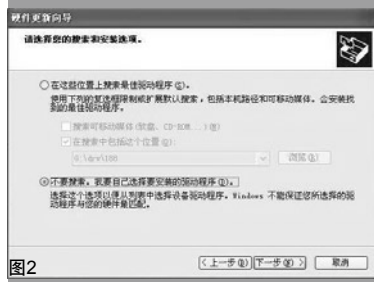 硬件更新向导
请选择您的搜索和安装选项。
○在这些位置上搜索最佳驱动程序(S)。
使用下列的复选框限制或扩展默认搜索，包括本机路径和可移动媒体。会安装找
到的最佳驱动程序。
搜索可移动媒体(软盘、CD-ROM...)(M)
在搜索中包括这个位置(O):
浏览(R)
⊙不要搜索。我要自己选择要安装的驱动程序(D)。
选择这个选项以便从列表中选择设备驱动程序。Windows 不能保证您所选择的驱
动程序与您的硬件最匹配。
<上一步(B) 下一步(N)> 取消
图2